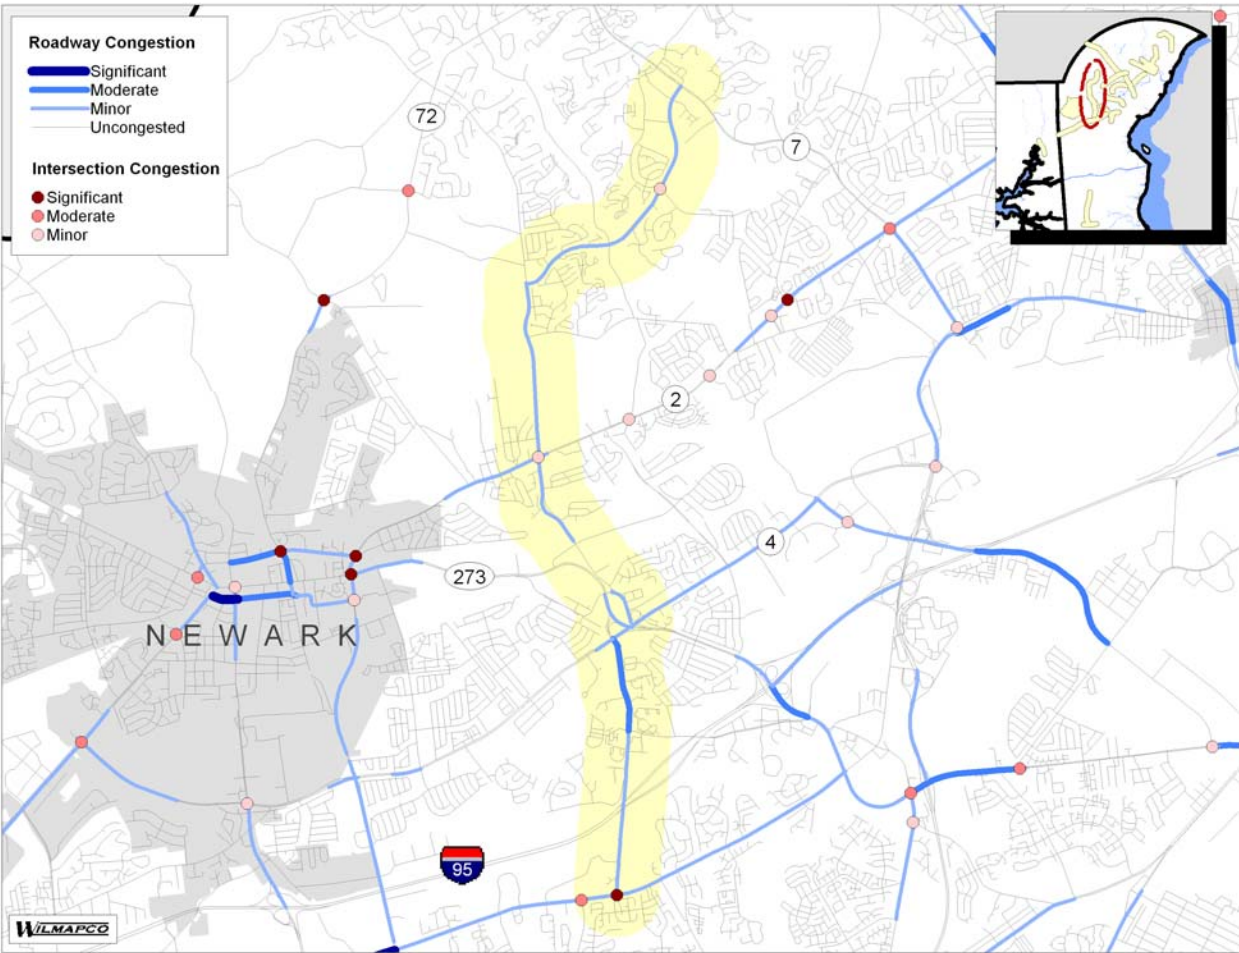 Roadway Congestion
Significant
Moderate
Minor
Uncongested
Intersection Congestion
Significant
Moderate
Minor
72
7
2
4
273
NEWARK
95
WILMAPCO